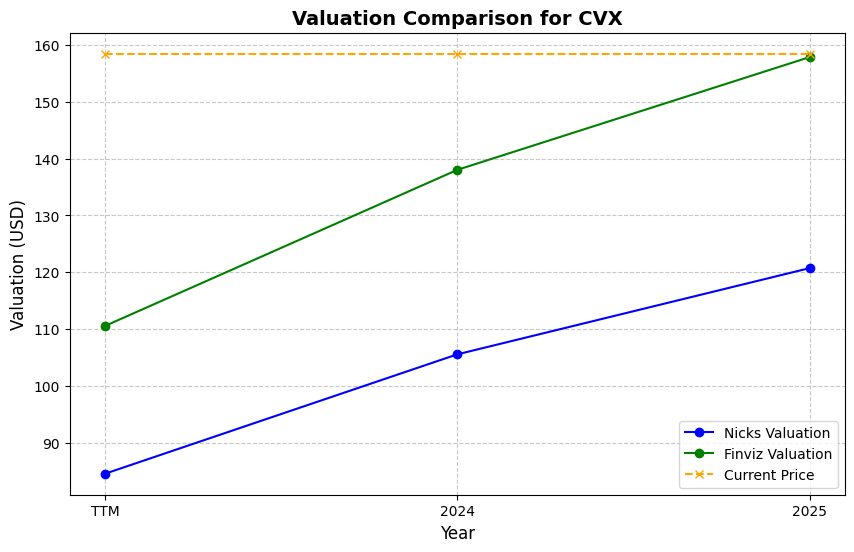 Valuation Comparison for CVX
Valuation (USD)
160
150
140
130
120
110
100
90
TTM
2024
2025
Year
Nicks Valuation
Finviz Valuation
Current Price